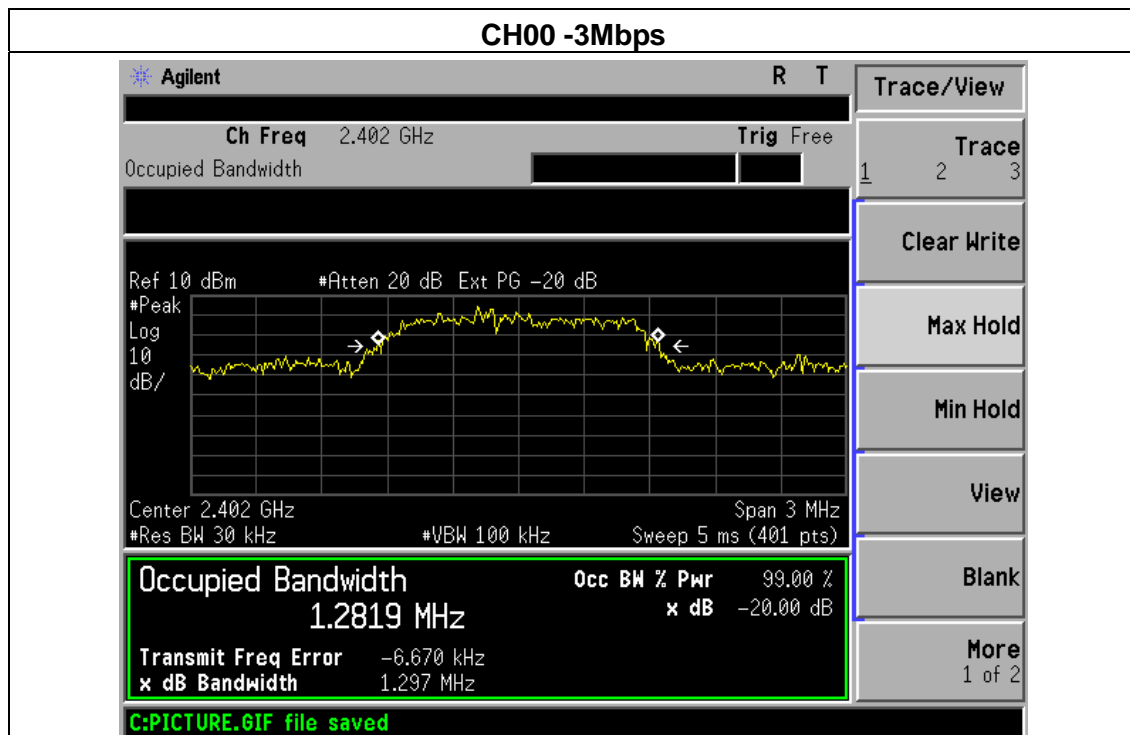 CH00 -3Mbps
Agilent R T
Ch Freq 2.402 GHz Trig Free
Occupied Bandwidth
Ref 10 dBm #Atten 20 dB Ext PG -20 dB
#Peak
Log
10
dB/
Center 2.402 GHz Span 3 MHz
#Res BW 30 kHz #VBW 100 kHz Sweep 5 ms (401 pts)
Occupied Bandwidth Occ BW % Pwr 99.00 %
1.2819 MHz x dB -20.00 dB
Transmit Freq Error -6.670 kHz
x dB Bandwidth 1.297 MHz
C:PICTURE.GIF file saved
Trace/View
Trace
1 2 3
Clear Write
Max Hold
Min Hold
View
Blank
More
1 of 2